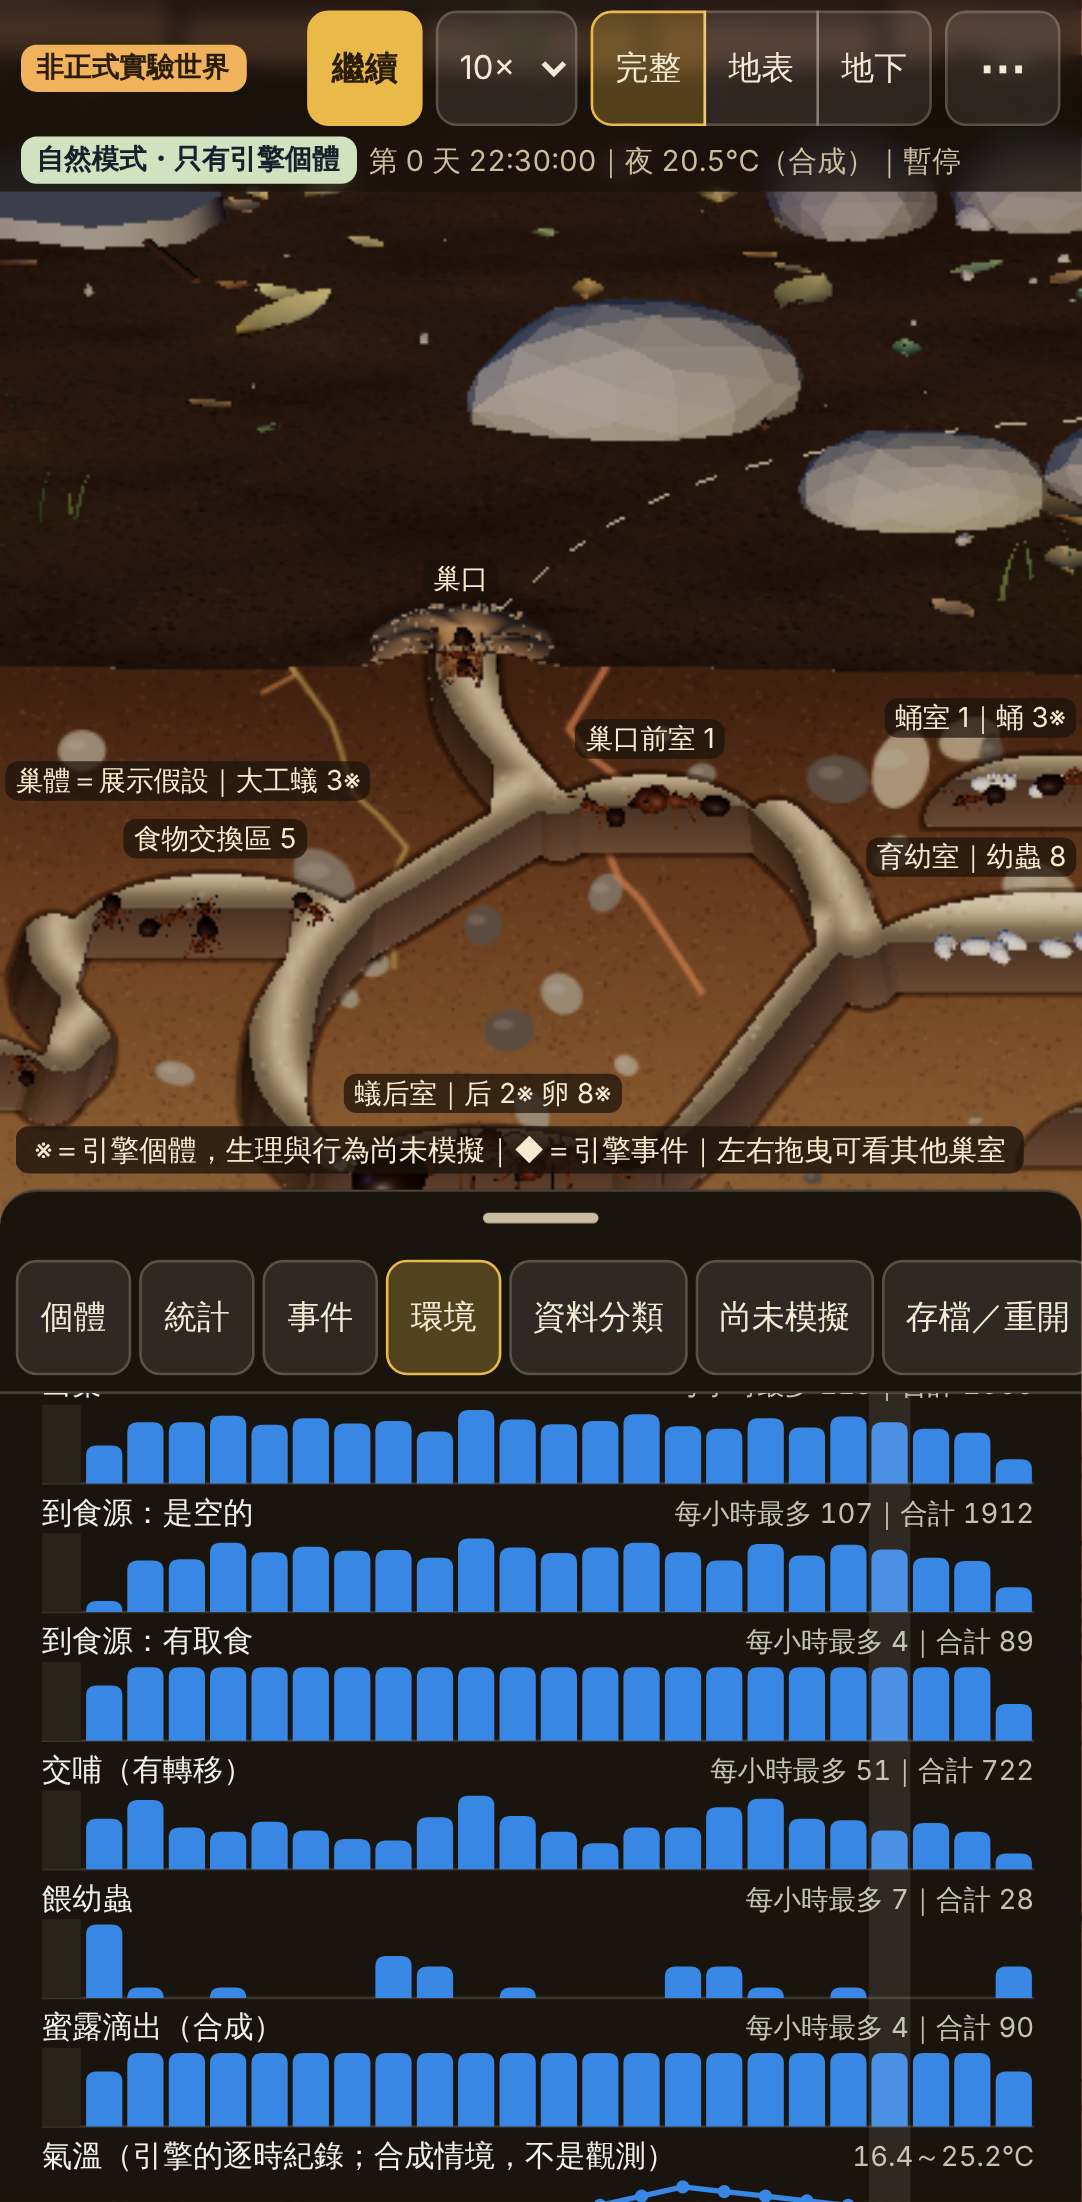 非正式實驗世界
繼續
10×
完整
地表
地下
自然模式・只有引擎個體
第 0 天 22:30:00｜夜 20.5°C（合成）｜暫停
巢口
蛹室 1｜蛹 3※
巢口前室 1
巢體＝展示假設｜大工蟻 3※
食物交換區 5
育幼室｜幼蟲 8
蟻后室｜后 2※ 卵 8※
※＝引擎個體，生理與行為尚未模擬｜◆＝引擎事件｜左右拖曳可看其他巢室
個體
統計
事件
環境
資料分類
尚未模擬
存檔／重開
到食源：是空的
每小時最多 107｜合計 1912
到食源：有取食
每小時最多 4｜合計 89
交哺（有轉移）
每小時最多 51｜合計 722
餵幼蟲
每小時最多 7｜合計 28
蜜露滴出（合成）
每小時最多 4｜合計 90
氣溫（引擎的逐時紀錄；合成情境，不是觀測）
16.4～25.2°C